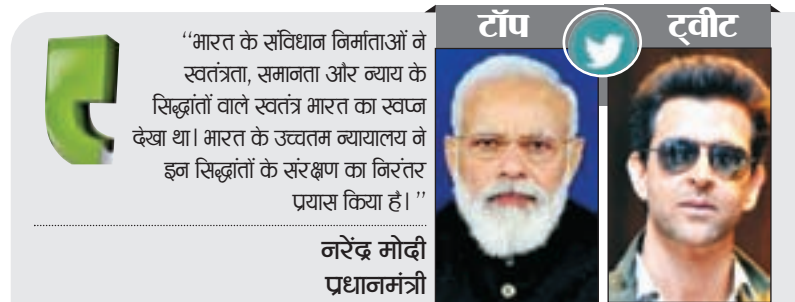 टॉप ट्वीट
‘‘भारत के संविधान निर्माताओं ने
स्वतंत्रता, समानता और न्याय के
सिद्धांतों वाले स्वतंत्र भारत का स्वप्न
देखा था। भारत के उच्चतम न्यायालय ने
इन सिद्धांतों के संरक्षण का निरंतर
प्रयास किया है। ’’
नरेंद्र मोदी
प्रधानमंत्री